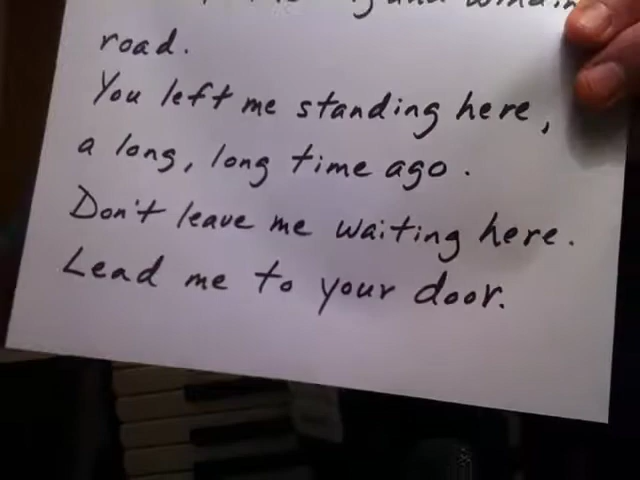 road.
You left me standing here,
a long, long time ago.
Don't leave me waiting here.
Lead me to your door.